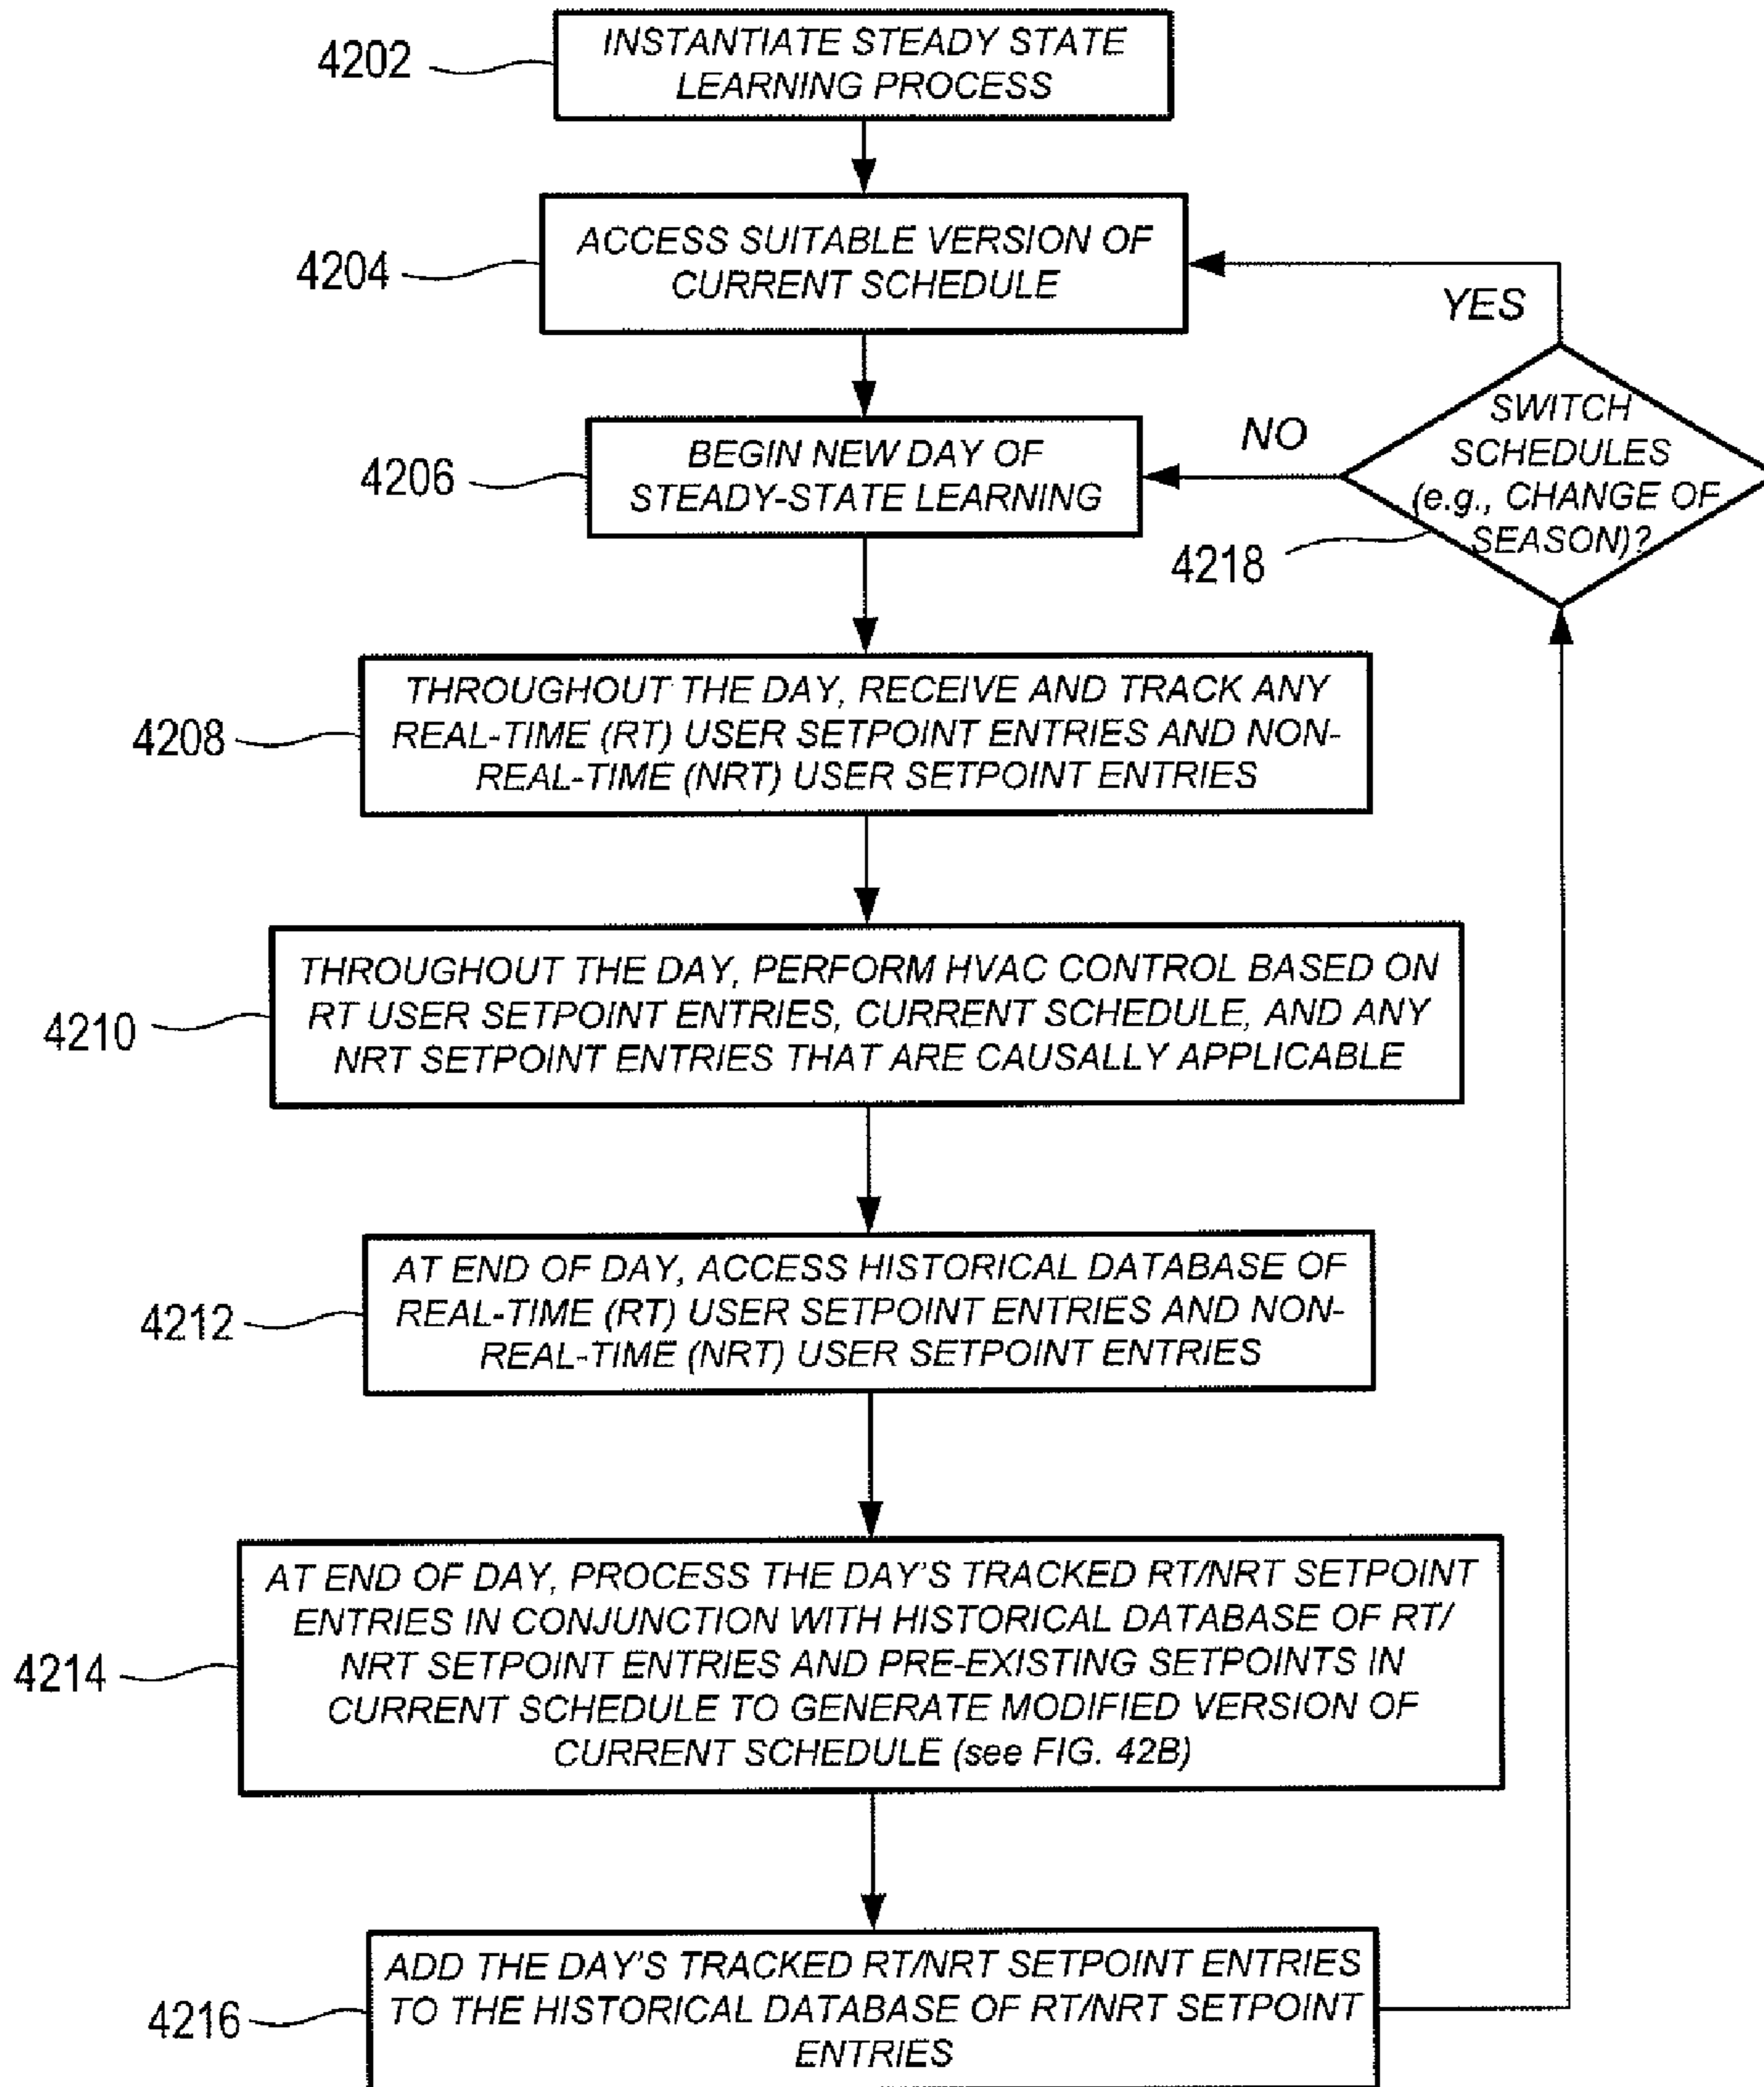 4202
INSTANTIATE STEADY STATE
LEARNING PROCESS
4204
ACCESS SUITABLE VERSION OF
CURRENT SCHEDULE
YES
4206
BEGIN NEW DAY OF
STEADY-STATE LEARNING
NO
SWITCH
SCHEDULES
(e.g., CHANGE OF
SEASON)?
4218
4208
THROUGHOUT THE DAY, RECEIVE AND TRACK ANY
REAL-TIME (RT) USER SETPOINT ENTRIES AND NON-
REAL-TIME (NRT) USER SETPOINT ENTRIES
4210
THROUGHOUT THE DAY, PERFORM HVAC CONTROL BASED ON
RT USER SETPOINT ENTRIES, CURRENT SCHEDULE, AND ANY
NRT SETPOINT ENTRIES THAT ARE CAUSALLY APPLICABLE
4212
AT END OF DAY, ACCESS HISTORICAL DATABASE OF
REAL-TIME (RT) USER SETPOINT ENTRIES AND NON-
REAL-TIME (NRT) USER SETPOINT ENTRIES
4214
AT END OF DAY, PROCESS THE DAY'S TRACKED RT/NRT SETPOINT
ENTRIES IN CONJUNCTION WITH HISTORICAL DATABASE OF RT/
NRT SETPOINT ENTRIES AND PRE-EXISTING SETPOINTS IN
CURRENT SCHEDULE TO GENERATE MODIFIED VERSION OF
CURRENT SCHEDULE (see FIG. 42B)
4216
ADD THE DAY'S TRACKED RT/NRT SETPOINT ENTRIES
TO THE HISTORICAL DATABASE OF RT/NRT SETPOINT
ENTRIES